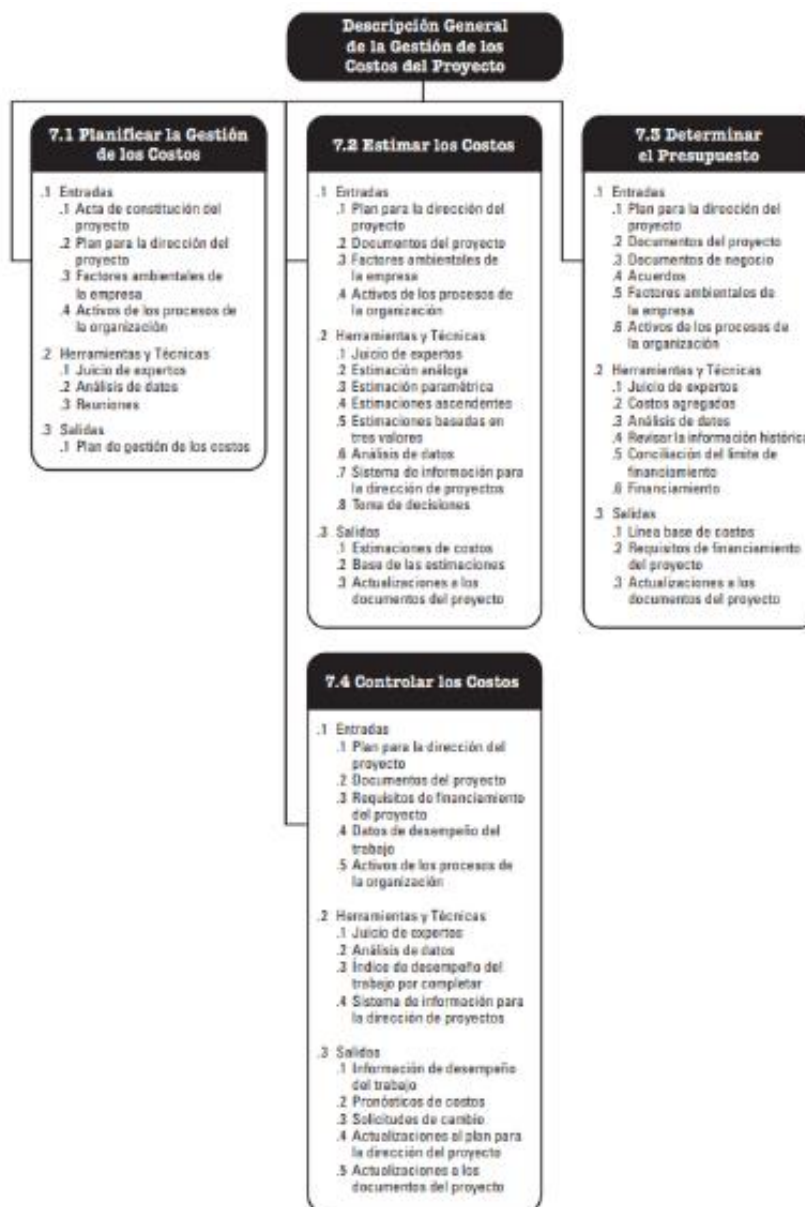 Descripción General
de la Gestión de los
Costos del Proyecto
7.1 Planificar la Gestión
de los Costos
.1 Entradas
.1 Acta de constitución del
proyecto
.2 Plan para la dirección del
proyecto
.3 Factores ambientales de
la empresa
.4 Activos de los procesos de
la organización
.2 Herramientas y Técnicas
.1 Juicio de expertos
.2 Análisis de datos
.3 Reuniones
.3 Salidas
.1 Plan de gestión de los costos
7.2 Estimar los Costos
.1 Entradas
.1 Plan para la dirección del
proyecto
.2 Documentos del proyecto
.3 Factores ambientales de
la empresa
.4 Activos de los procesos de
la organización
.2 Herramientas y Técnicas
.1 Juicio de expertos
.2 Estimación análoga
.3 Estimación paramétrica
.4 Estimaciones ascendentes
.5 Estimaciones basadas en
tres valores
.6 Análisis de datos
.7 Sistema de información para
la dirección de proyectos
.8 Toma de decisiones
.3 Salidas
.1 Estimaciones de costos
.2 Base de las estimaciones
.3 Actualizaciones a los
documentos del proyecto
7.3 Determinar
el Presupuesto
.1 Entradas
.1 Plan para la dirección del
proyecto
.2 Documentos del proyecto
.3 Documentos de negocio
.4 Acuerdos
.5 Factores ambientales de
la empresa
.6 Activos de los procesos de
la organización
.2 Herramientas y Técnicas
.1 Juicio de expertos
.2 Costos agregados
.3 Análisis de datos
.4 Revisar la información histórica
.5 Conciliación del límite de
financiamiento
.6 Financiamiento
.3 Salidas
.1 Línea base de costos
.2 Requisitos de financiamiento
del proyecto
.3 Actualizaciones a los
documentos del proyecto
7.4 Controlar los Costos
.1 Entradas
.1 Plan para la dirección del
proyecto
.2 Documentos del proyecto
.3 Requisitos de financiamiento
del proyecto
.4 Datos de desempeño del
trabajo
.5 Activos de los procesos de
la organización
.2 Herramientas y Técnicas
.1 Juicio de expertos
.2 Análisis de datos
.3 Índice de desempeño del
trabajo por completar
.4 Sistema de información para
la dirección de proyectos
.3 Salidas
.1 Información de desempeño
del trabajo
.2 Pronósticos de costos
.3 Solicitudes de cambio
.4 Actualizaciones al plan para
la dirección del proyecto
.5 Actualizaciones a los
documentos del proyecto